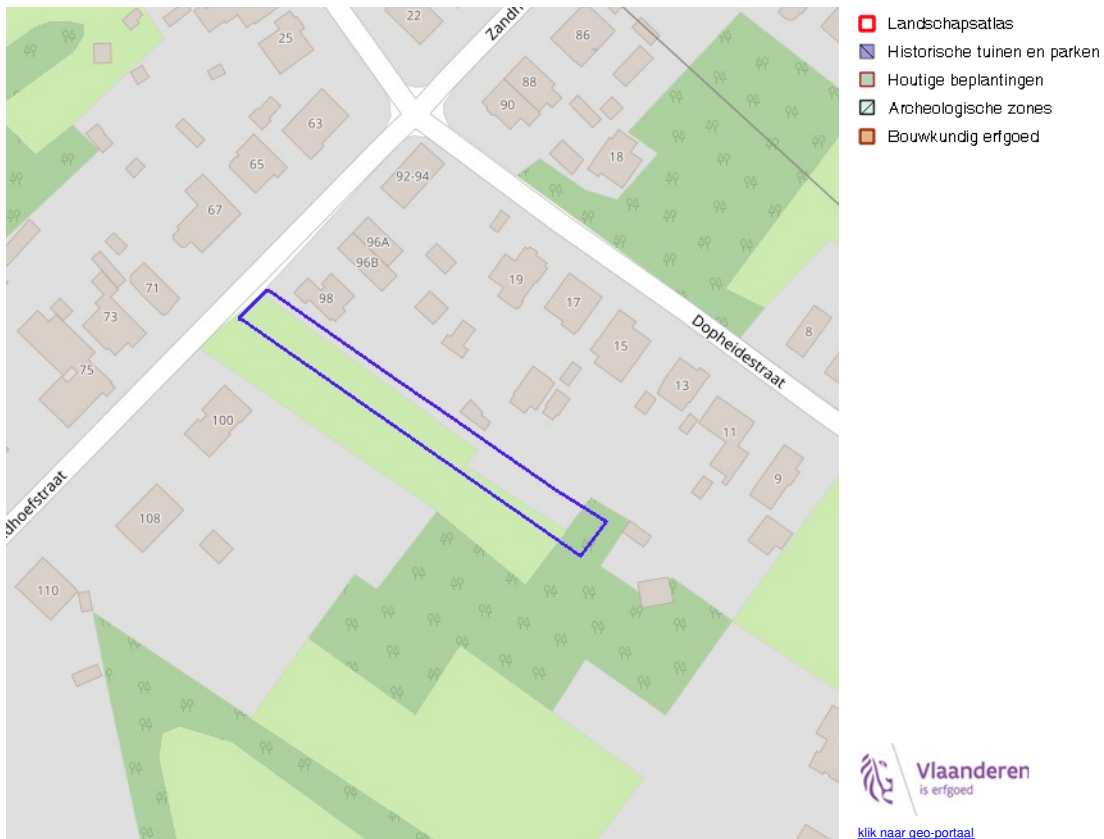 22
Zandh
25
86
88
90
63
18
65
92-94
67
96A
96B
19
71
98
17
73
15
8
Dopheidestraat
75
13
100
11
9
dhoefstraat
108
110
Landschapsatlas
Historische tuinen en parken
Houtige beplantingen
Archeologische zones
Bouwkundig erfgoed
Vlaanderen
is erfgoed
klik naar geo-portaal